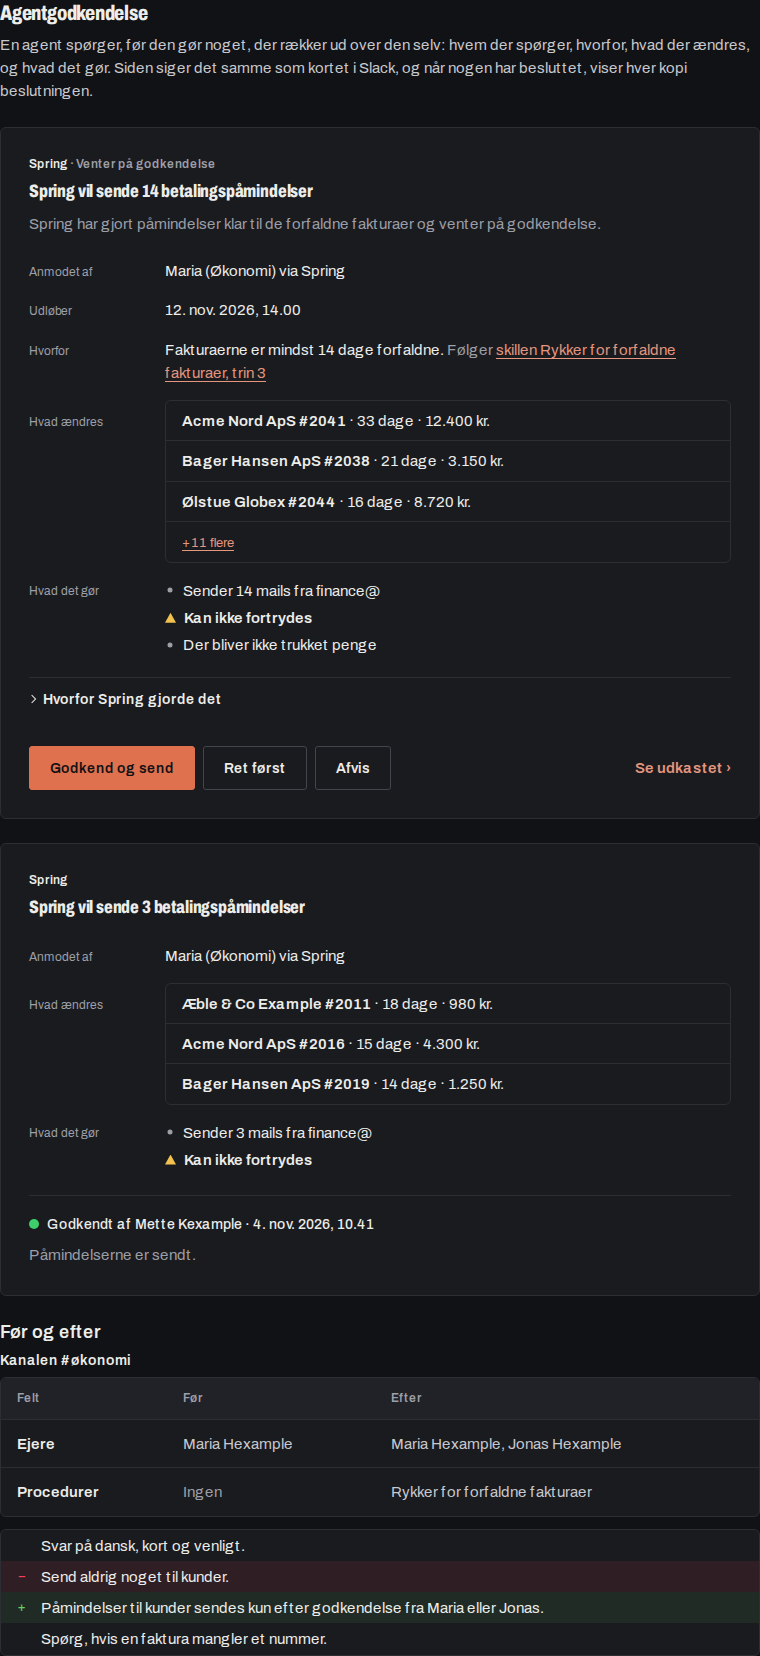 Agentgodkendelse
En agent spørger, før den gør noget, der rækker ud over den selv: hvem der spørger, hvorfor, hvad der ændres,
og hvad det gør. Siden siger det samme som kortet i Slack, og når nogen har besluttet, viser hver kopi
beslutningen.
Spring · Venter på godkendelse
Spring vil sende 14 betalingspåmindelser
Spring har gjort påmindelser klar til de forfaldne fakturaer og venter på godkendelse.
Anmodet af Maria (Økonomi) via Spring
Udløber 12. nov. 2026, 14.00
Hvorfor Fakturaerne er mindst 14 dage forfaldne. Følger skillen Rykker for forfaldne
fakturaer, trin 3
Hvad ændres Acme Nord ApS #2041 · 33 dage · 12.400 kr.
Bager Hansen ApS #2038 · 21 dage · 3.150 kr.
Ølstue Globex #2044 · 16 dage · 8.720 kr.
+11 flere
Hvad det gør • Sender 14 mails fra finance@
Kan ikke fortrydes
• Der bliver ikke trukket penge
› Hvorfor Spring gjorde det
Godkend og send Ret først Afvis Se udkastet ›
Spring
Spring vil sende 3 betalingspåmindelser
Anmodet af Maria (Økonomi) via Spring
Hvad ændres Æble & Co Example #2011 · 18 dage · 980 kr.
Acme Nord ApS #2016 · 15 dage · 4.300 kr.
Bager Hansen ApS #2019 · 14 dage · 1.250 kr.
Hvad det gør • Sender 3 mails fra finance@
Kan ikke fortrydes
Godkendt af Mette Kexample · 4. nov. 2026, 10.41
Påmindelserne er sendt.
Før og efter
Kanalen #økonomi
Felt Før Efter
Ejere Maria Hexample Maria Hexample, Jonas Hexample
Procedurer Ingen Rykker for forfaldne fakturaer
Svar på dansk, kort og venligt.
− Send aldrig noget til kunder.
+ Påmindelser til kunder sendes kun efter godkendelse fra Maria eller Jonas.
Spørg, hvis en faktura mangler et nummer.